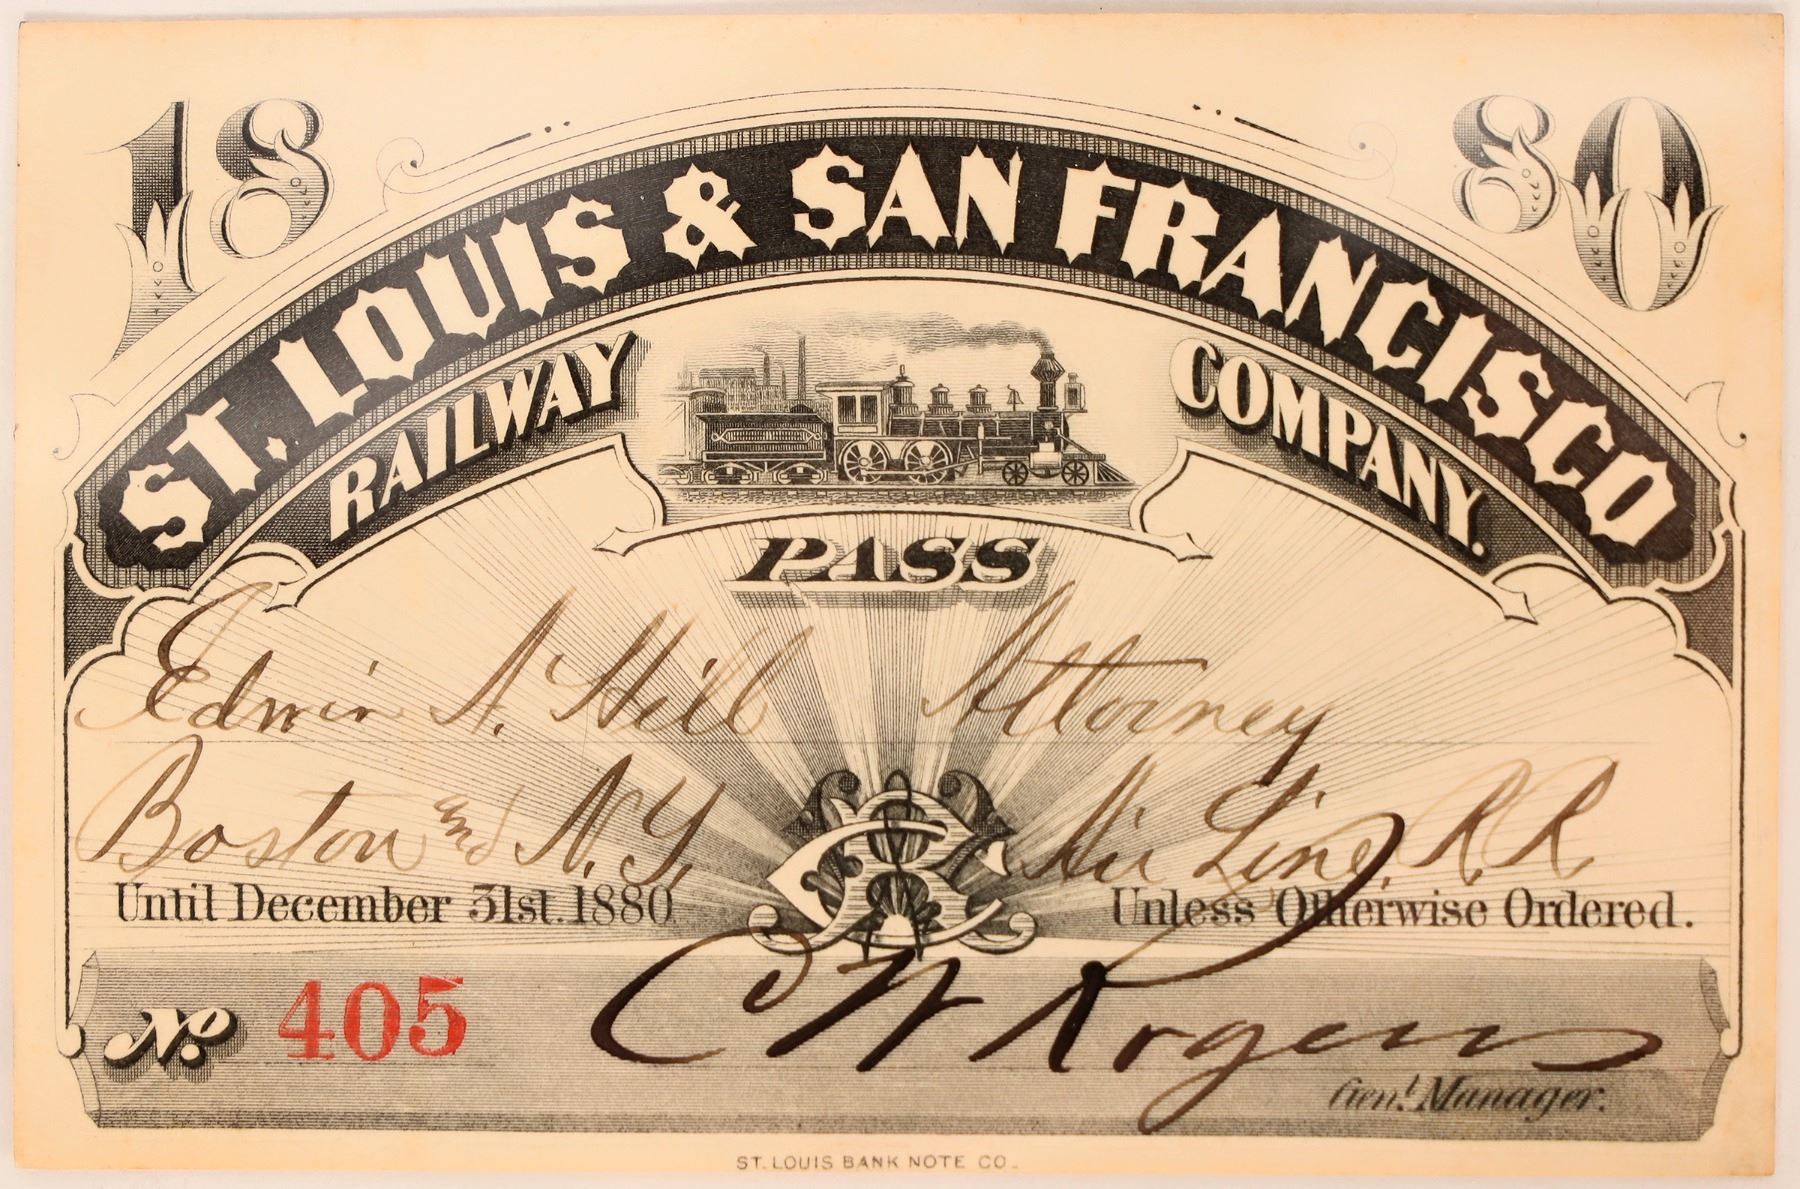 1880
ST. LOUIS & SAN FRANCISCO
RAILWAY COMPANY.
PASS
Edwin A. Hill Attorney
Boston and N.Y. Air Line. R.R.
Until December 31st. 1880 Unless Otherwise Ordered.
No. 405
C W Rogers
Genl. Manager.
ST. LOUIS BANK NOTE CO.